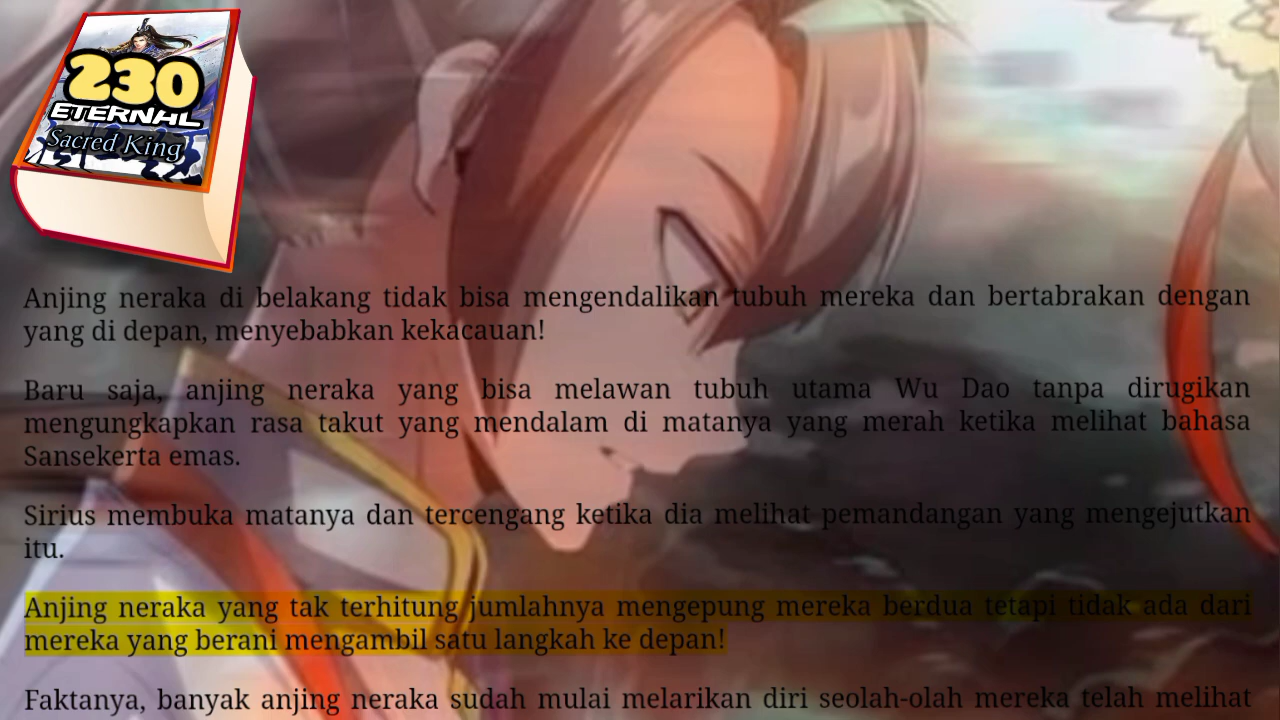 230
ETERNAL
Sacred King
Anjing neraka di belakang tidak bisa mengendalikan tubuh mereka dan bertabrakan dengan
yang di depan, menyebabkan kekacauan!
Baru saja, anjing neraka yang bisa melawan tubuh utama Wu Dao tanpa dirugikan
mengungkapkan rasa takut yang mendalam di matanya yang merah ketika melihat bahasa
Sansekerta emas.
Sirius membuka matanya dan tercengang ketika dia melihat pemandangan yang mengejutkan
itu.
Anjing neraka yang tak terhitung jumlahnya mengepung mereka berdua tetapi tidak ada dari
mereka yang berani mengambil satu langkah ke depan!
Faktanya, banyak anjing neraka sudah mulai melarikan diri seolah-olah mereka telah melihat